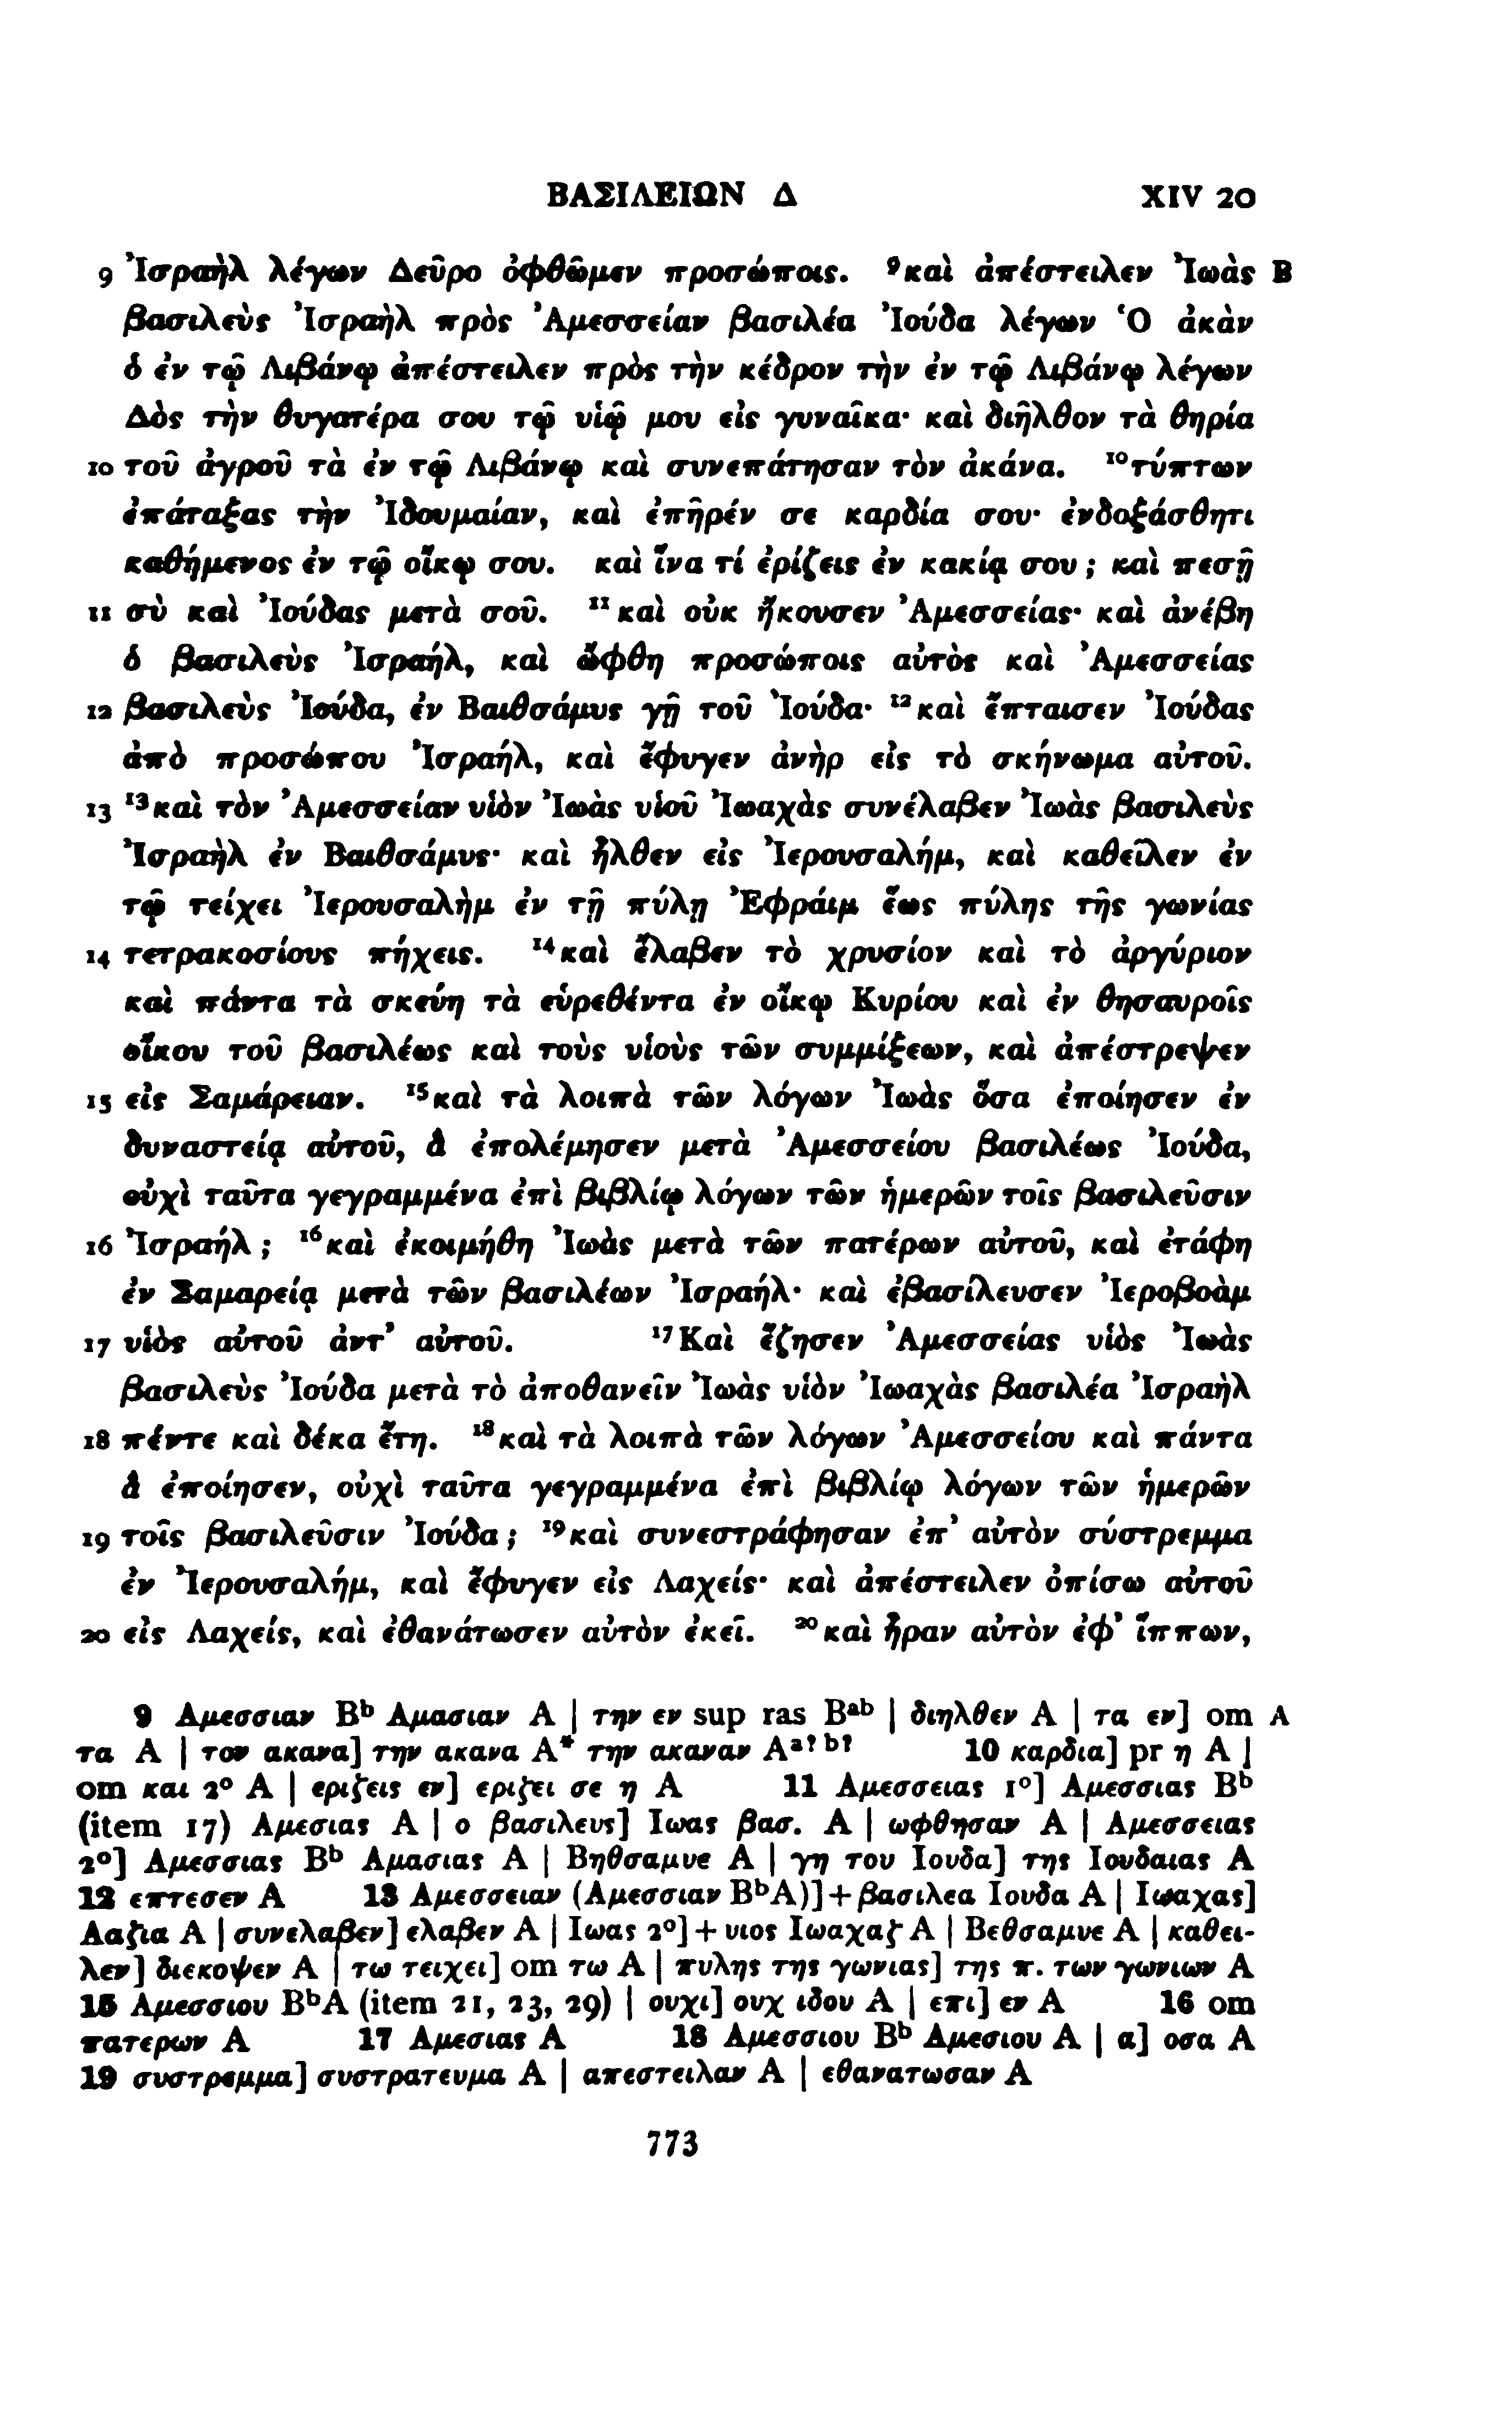 ΒΑΣΙΛΕΙΩΝ Δ XIV 20
9 Ἰσραὴλ λέγων Δεῦρο ὀφθῶμεν προσώποις. ⁹καὶ ἀπέστειλεν Ἰωὰς B
βασιλεὺς Ἰσραὴλ πρὸς Ἀμεσσείαν βασιλέα Ἰούδα λέγων Ὁ ἀκὰν
ὁ ἐν τῷ Λιβάνῳ ἀπέστειλεν πρὸς τὴν κέδρον τὴν ἐν τῷ Λιβάνῳ λέγων
Δὸς τὴν θυγατέρα σου τῷ υἱῷ μου εἰς γυναῖκα· καὶ διῆλθον τὰ θηρία
10 τοῦ ἀγροῦ τὰ ἐν τῷ Λιβάνῳ καὶ συνεπάτησαν τὸν ἀκάνα. ¹⁰τύπτων
ἐπάταξας τὴν Ἰδουμαίαν, καὶ ἐπῆρέν σε καρδία σου· ἐνδοξάσθητι
καθήμενος ἐν τῷ οἴκῳ σου. καὶ ἵνα τί ἐρίζεις ἐν κακίᾳ σου; καὶ πεσῇ
11 σὺ καὶ Ἰούδας μετὰ σοῦ. ¹¹καὶ οὐκ ἤκουσεν Ἀμεσσείας· καὶ ἀνέβη
ὁ βασιλεὺς Ἰσραήλ, καὶ ὤφθη προσώποις αὐτὸς καὶ Ἀμεσσείας
12 βασιλεὺς Ἰούδα, ἐν Βαιθσάμυς γῇ τοῦ Ἰούδα· ¹²καὶ ἔπταισεν Ἰούδας
ἀπὸ προσώπου Ἰσραήλ, καὶ ἔφυγεν ἀνὴρ εἰς τὸ σκήνωμα αὐτοῦ.
13 ¹³καὶ τὸν Ἀμεσσείαν υἱὸν Ἰωὰς υἱοῦ Ἰωαχὰς συνέλαβεν Ἰωὰς βασιλεὺς
Ἰσραὴλ ἐν Βαιθσάμυς· καὶ ἦλθεν εἰς Ἰερουσαλήμ, καὶ καθεῖλεν ἐν
τῷ τείχει Ἰερουσαλὴμ ἐν τῇ πύλῃ Ἐφράιμ ἕως πύλης τῆς γωνίας
14 τετρακοσίους πήχεις. ¹⁴καὶ ἔλαβεν τὸ χρυσίον καὶ τὸ ἀργύριον
καὶ πάντα τὰ σκεύη τὰ εὑρεθέντα ἐν οἴκῳ Κυρίου καὶ ἐν θησαυροῖς
οἴκου τοῦ βασιλέως καὶ τοὺς υἱοὺς τῶν συμμίξεων, καὶ ἀπέστρεψεν
15 εἰς Σαμάρειαν. ¹⁵καὶ τὰ λοιπὰ τῶν λόγων Ἰωὰς ὅσα ἐποίησεν ἐν
δυναστείᾳ αὐτοῦ, ἃ ἐπολέμησεν μετὰ Ἀμεσσείου βασιλέως Ἰούδα,
οὐχὶ ταῦτα γεγραμμένα ἐπὶ βιβλίῳ λόγων τῶν ἡμερῶν τοῖς βασιλεῦσιν
16 Ἰσραήλ; ¹⁶καὶ ἐκοιμήθη Ἰωὰς μετὰ τῶν πατέρων αὐτοῦ, καὶ ἐτάφη
ἐν Σαμαρείᾳ μετὰ τῶν βασιλέων Ἰσραήλ· καὶ ἐβασίλευσεν Ἰεροβοὰμ
17 υἱὸς αὐτοῦ ἀντ᾽ αὐτοῦ. ¹⁷Καὶ ἔζησεν Ἀμεσσείας υἱὸς Ἰωὰς
βασιλεὺς Ἰούδα μετὰ τὸ ἀποθανεῖν Ἰωὰς υἱὸν Ἰωαχὰς βασιλέα Ἰσραὴλ
18 πέντε καὶ δέκα ἔτη. ¹⁸καὶ τὰ λοιπὰ τῶν λόγων Ἀμεσσείου καὶ πάντα
ἃ ἐποίησεν, οὐχὶ ταῦτα γεγραμμένα ἐπὶ βιβλίῳ λόγων τῶν ἡμερῶν
19 τοῖς βασιλεῦσιν Ἰούδα; ¹⁹καὶ συνεστράφησαν ἐπ᾽ αὐτὸν σύστρεμμα
ἐν Ἰερουσαλήμ, καὶ ἔφυγεν εἰς Λαχείς· καὶ ἀπέστειλεν ὀπίσω αὐτοῦ
20 εἰς Λαχείς, καὶ ἐθανάτωσεν αὐτὸν ἐκεῖ. ²⁰καὶ ἦραν αὐτὸν ἐφ᾽ ἵππων,
9 Αμεσσιαν Bᵇ Αμασιαν A | την εν sup ras Bᵃᵇ | διηλθεν A | τα εν] om A
τα A | τον ακανα] την ακανα A* την ακαναν Aᵃ?ᵇ? 10 καρδια] pr η A |
om και 2° A | εριζεις εν] εριζει σε η A 11 Αμεσσειας 1°] Αμεσσιας Bᵇ
(item 17) Αμεσιας A | ο βασιλευς] Ιωας βασ. A | ωφθησαν A | Αμεσσειας
2°] Αμεσσιας Bᵇ Αμασιας A | Βηθσαμυε A | γη του Ιουδα] της Ιουδαιας A
12 επτεσεν A 13 Αμεσσειαν (Αμεσσιαν BᵇA)]+βασιλεα Ιουδα A | Ιωαχας]
Ααζια A | συνελαβεν] ελαβεν A | Ιωας 2°]+υιος Ιωαχαζ A | Βεθσαμυε A | καθει-
λεν] διεκοψεν A | τω τειχει] om τω A | πυλης της γωνιας] της π. των γωνιων A
15 Αμεσσιου BᵇA (item 21, 23, 29) | ουχι] ουχ ιδου A | επι] εν A 16 om
πατερων A 17 Αμεσιας A 18 Αμεσσιου Bᵇ Αμεσιου A | α] οσα A
19 συστρεμμα] συστρατευμα A | απεστειλαν A | εθανατωσαν A
773